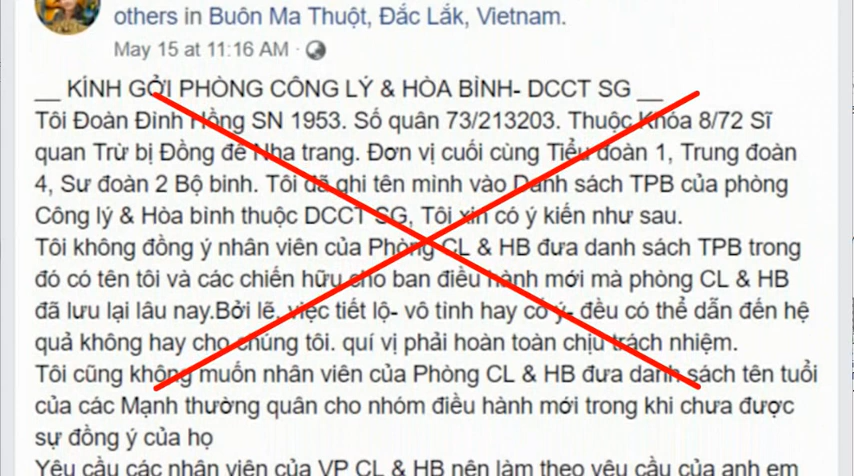 others in Buôn Ma Thuột, Đắc Lắk, Vietnam.
May 15 at 11:16 AM ·
__ KÍNH GỞI PHÒNG CÔNG LÝ & HÒA BÌNH- DCCT SG __
Tôi Đoàn Đình Hồng SN 1953. Số quân 73/213203. Thuộc Khóa 8/72 Sĩ
quan Trừ bị Đồng đế Nha trang. Đơn vị cuối cùng Tiểu đoàn 1, Trung đoàn
4, Sư đoàn 2 Bộ binh. Tôi đã ghi tên mình vào Danh sách TPB của phòng
Công lý & Hòa bình thuộc DCCT SG, Tôi xin có ý kiến như sau.
Tôi không đồng ý nhân viên của Phòng CL & HB đưa danh sách TPB trong
đó có tên tôi và các chiến hữu cho ban điều hành mới mà phòng CL & HB
đã lưu lại lâu nay.Bởi lẽ, việc tiết lộ- vô tình hay cố ý- đều có thể dẫn đến hệ
quả không hay cho chúng tôi. quí vị phải hoàn toàn chịu trách nhiệm.
Tôi cũng không muốn nhân viên của Phòng CL & HB đưa danh sách tên tuổi
của các Mạnh thường quân cho nhóm điều hành mới trong khi chưa được
sự đồng ý của họ
Yêu cầu các nhân viên của VP CL & HB nên làm theo yêu cầu của anh em